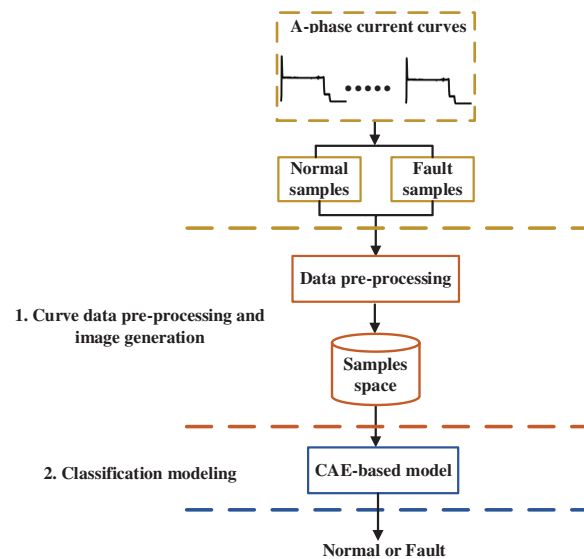 A-phase current curves
Normal
samples
Fault
samples
Data pre-processing
1. Curve data pre-processing and
image generation
Samples
space
2. Classification modeling
CAE-based model
Normal or Fault